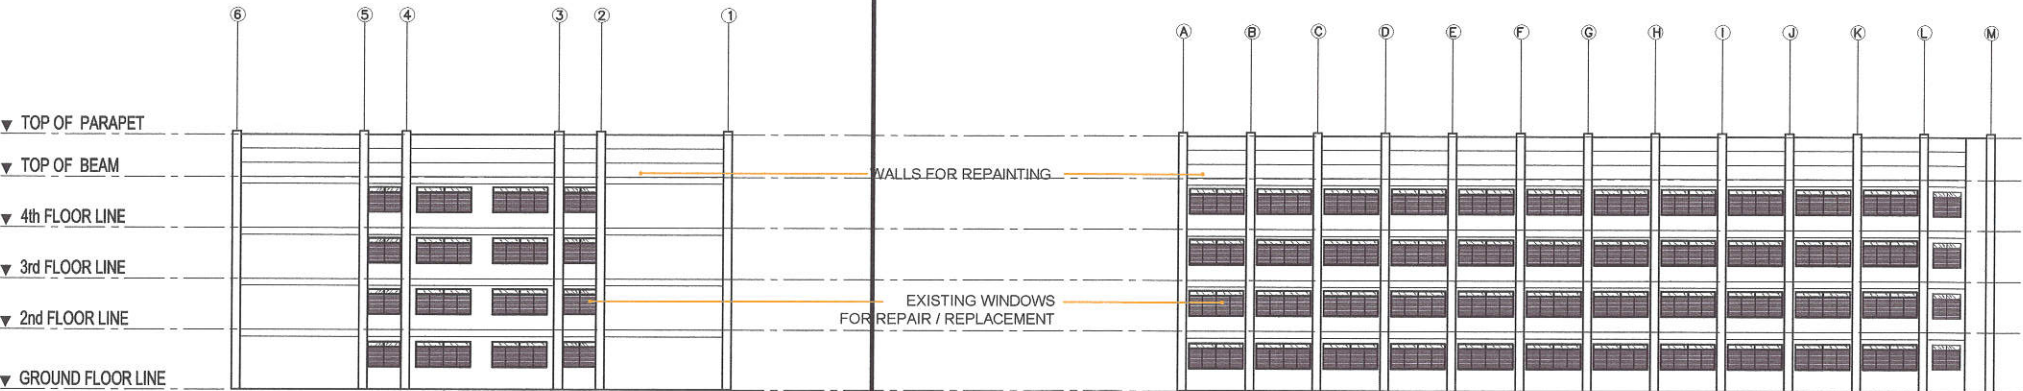 6 5 4 3 2 1
A B C D E F G H I J K L M
TOP OF PARAPET
TOP OF BEAM
WALLS FOR REPAINTING
4th FLOOR LINE
3rd FLOOR LINE
EXISTING WINDOWS
FOR REPAIR / REPLACEMENT
2nd FLOOR LINE
GROUND FLOOR LINE